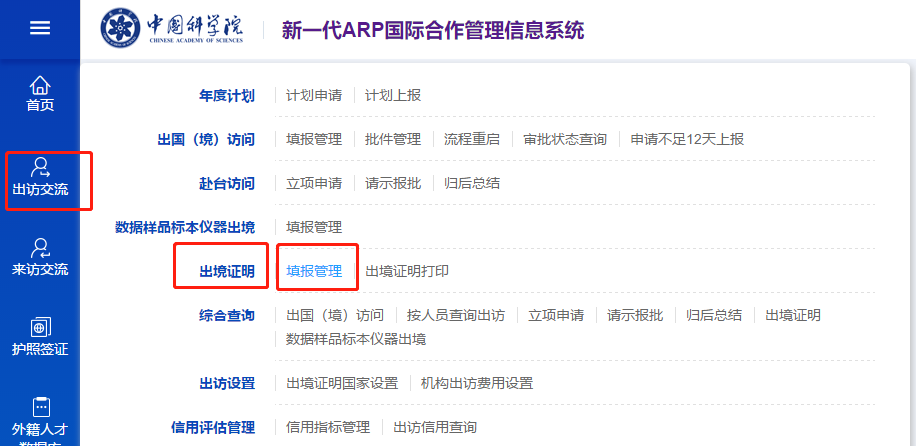 中国科学院
CHINESE ACADEMY OF SCIENCES
新一代ARP国际合作管理信息系统
首页
出访交流
来访交流
护照签证
外籍人才
年度计划 计划申请 计划上报
出国（境）访问 填报管理 批件管理 流程重启 审批状态查询 申请不足12天上报
赴台访问 立项申请 请示报批 归后总结
数据样品标本仪器出境 填报管理
出境证明 填报管理 出境证明打印
综合查询 出国（境）访问 按人员查询出访 立项申请 请示报批 归后总结 出境证明
数据样品标本仪器出境
出访设置 出境证明国家设置 机构出访费用设置
信用评估管理 信用指标管理 出访信用查询